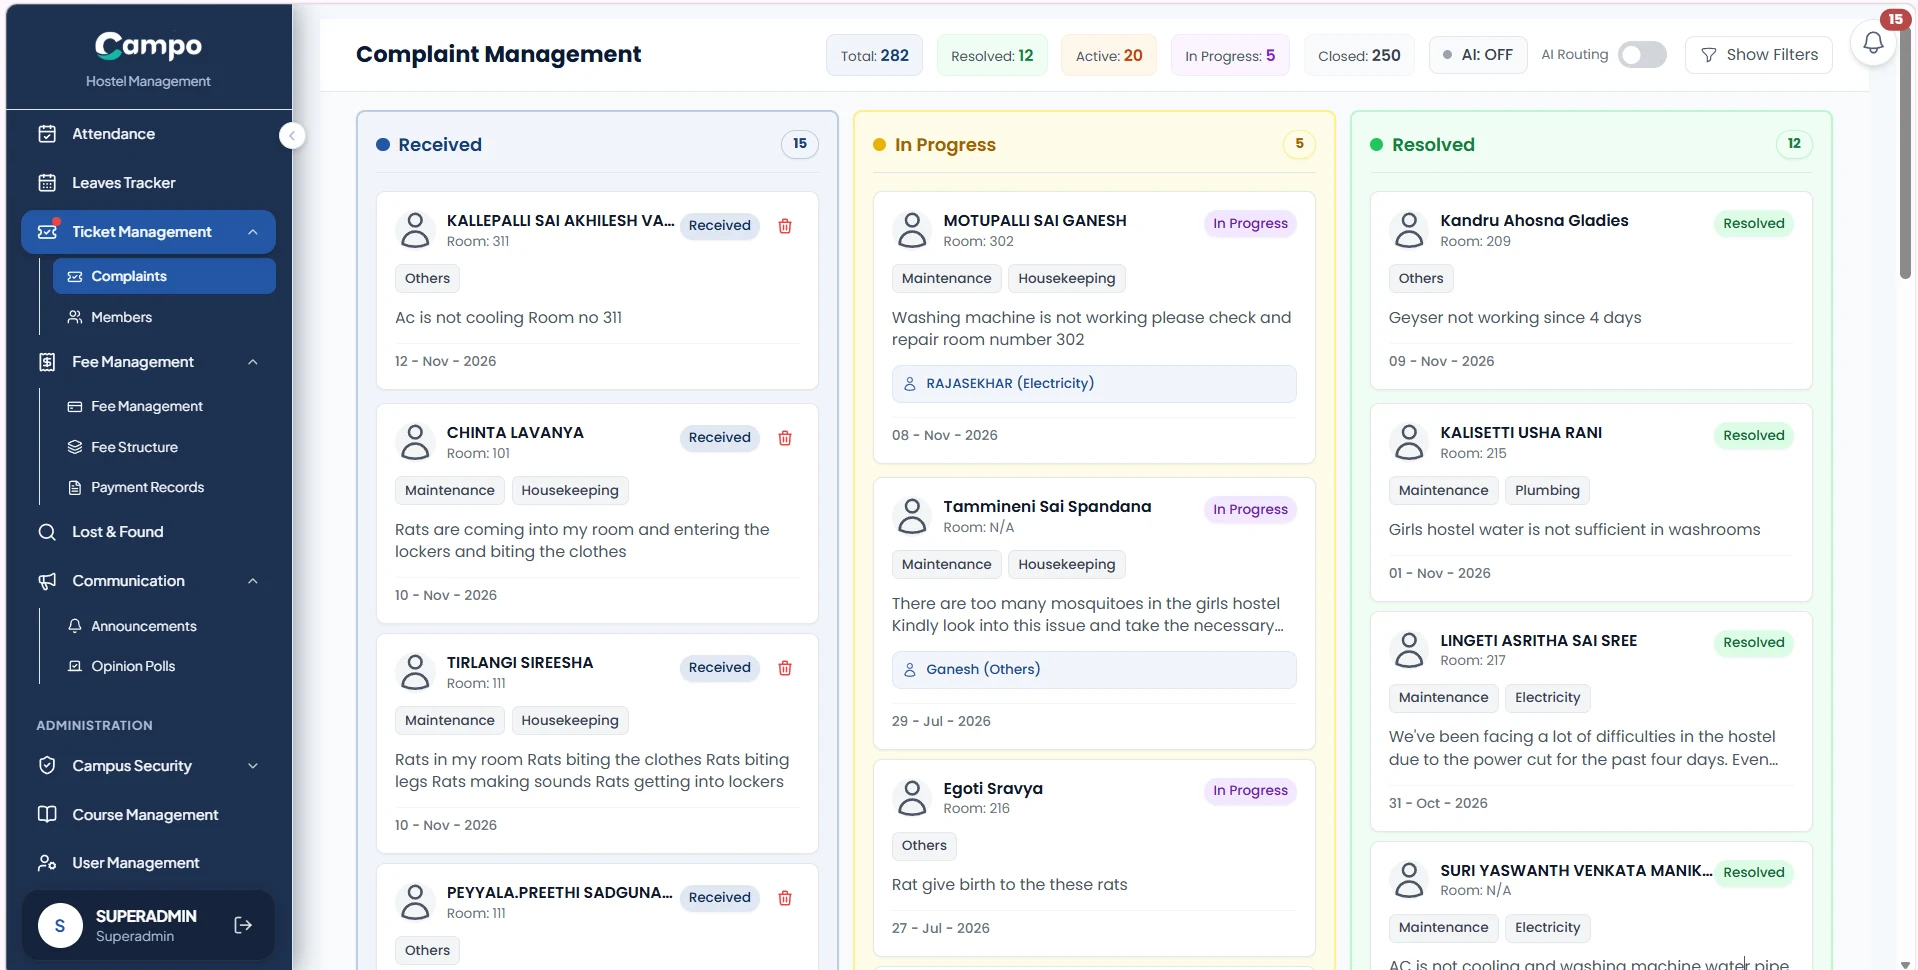 Campo
Hostel Management
Attendance
Leaves Tracker
Ticket Management
Complaints
Members
Fee Management
Fee Management
Fee Structure
Payment Records
Lost & Found
Communication
Announcements
Opinion Polls
ADMINISTRATION
Campus Security
Course Management
User Management
S
SUPERADMIN
Superadmin
Complaint Management
Total: 282
Resolved: 12
Active: 20
In Progress: 5
Closed: 250
AI: OFF
AI Routing
Show Filters
15
Received
15
KALLEPALLI SAI AKHILESH VA...
Received
Room: 311
Others
Ac is not cooling Room no 311
12 - Nov - 2026
CHINTA LAVANYA
Received
Room: 101
Maintenance
Housekeeping
Rats are coming into my room and entering the
lockers and biting the clothes
10 - Nov - 2026
TIRLANGI SIREESHA
Received
Room: 111
Maintenance
Housekeeping
Rats in my room Rats biting the clothes Rats biting
legs Rats making sounds Rats getting into lockers
10 - Nov - 2026
PEYYALA.PREETHI SADGUNA...
Received
Room: 111
Others
In Progress
5
MOTUPALLI SAI GANESH
In Progress
Room: 302
Maintenance
Housekeeping
Washing machine is not working please check and
repair room number 302
RAJASEKHAR (Electricity)
08 - Nov - 2026
Tammineni Sai Spandana
In Progress
Room: N/A
Maintenance
Housekeeping
There are too many mosquitoes in the girls hostel
Kindly look into this issue and take the necessary...
Ganesh (Others)
29 - Jul - 2026
Egoti Sravya
In Progress
Room: 216
Others
Rat give birth to the these rats
27 - Jul - 2026
Resolved
12
Kandru Ahosna Gladies
Resolved
Room: 209
Others
Geyser not working since 4 days
09 - Nov - 2026
KALISETTI USHA RANI
Resolved
Room: 215
Maintenance
Plumbing
Girls hostel water is not sufficient in washrooms
01 - Nov - 2026
LINGETI ASRITHA SAI SREE
Resolved
Room: 217
Maintenance
Electricity
We've been facing a lot of difficulties in the hostel
due to the power cut for the past four days. Even...
31 - Oct - 2026
SURI YASWANTH VENKATA MANIK...
Resolved
Room: N/A
Maintenance
Electricity
AC is not cooling and washing machine water pipe